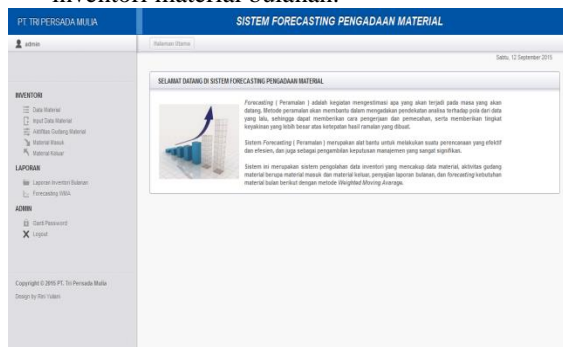 inventori material bulanan.
PT. TRI PERSADA MULIA
SISTEM FORECASTING PENGADAAN MATERIAL
admin
Halaman Utama
Sabtu, 12 September 2015
SELAMAT DATANG DI SISTEM FORECASTING PENGADAAN MATERIAL
INVENTORI
Data Material
Input Data Material
Aktifitas Gudang Material
Material Masuk
Material Keluar
LAPORAN
Laporan Inventori Bulanan
Forecasting WMA
ADMIN
Ganti Password
Logout
Forecasting ( Peramalan ) adalah kegiatan mengestimasi apa yang akan terjadi pada masa yang akan
datang. Metode peramalan akan membantu dalam mengadakan pendekatan analisa terhadap pola dari data
yang lalu, sehingga dapat memberikan cara pengerjaan dan pemecahan, serta memberikan tingkat
keyakinan yang lebih besar atas ketepatan hasil ramalan yang dibuat.
Sistem Forecasting ( Peramalan ) merupakan alat bantu untuk melakukan suatu perencanaan yang efektif
dan efesien, dan juga sebagai pengambilan keputusan manajemen yang sangat signifikan.
Sistem ini merupakan sistem pengolahan data inventori yang mencakup data material, aktivitas gudang
material berupa material masuk dan material keluar, penyajian laporan bulanan, dan forecasting kebutuhan
material bulan berikut dengan metode Weighted Moving Average.
Copyright © 2015 PT. Tri Persada Mulia
Design by Rini Yuliani